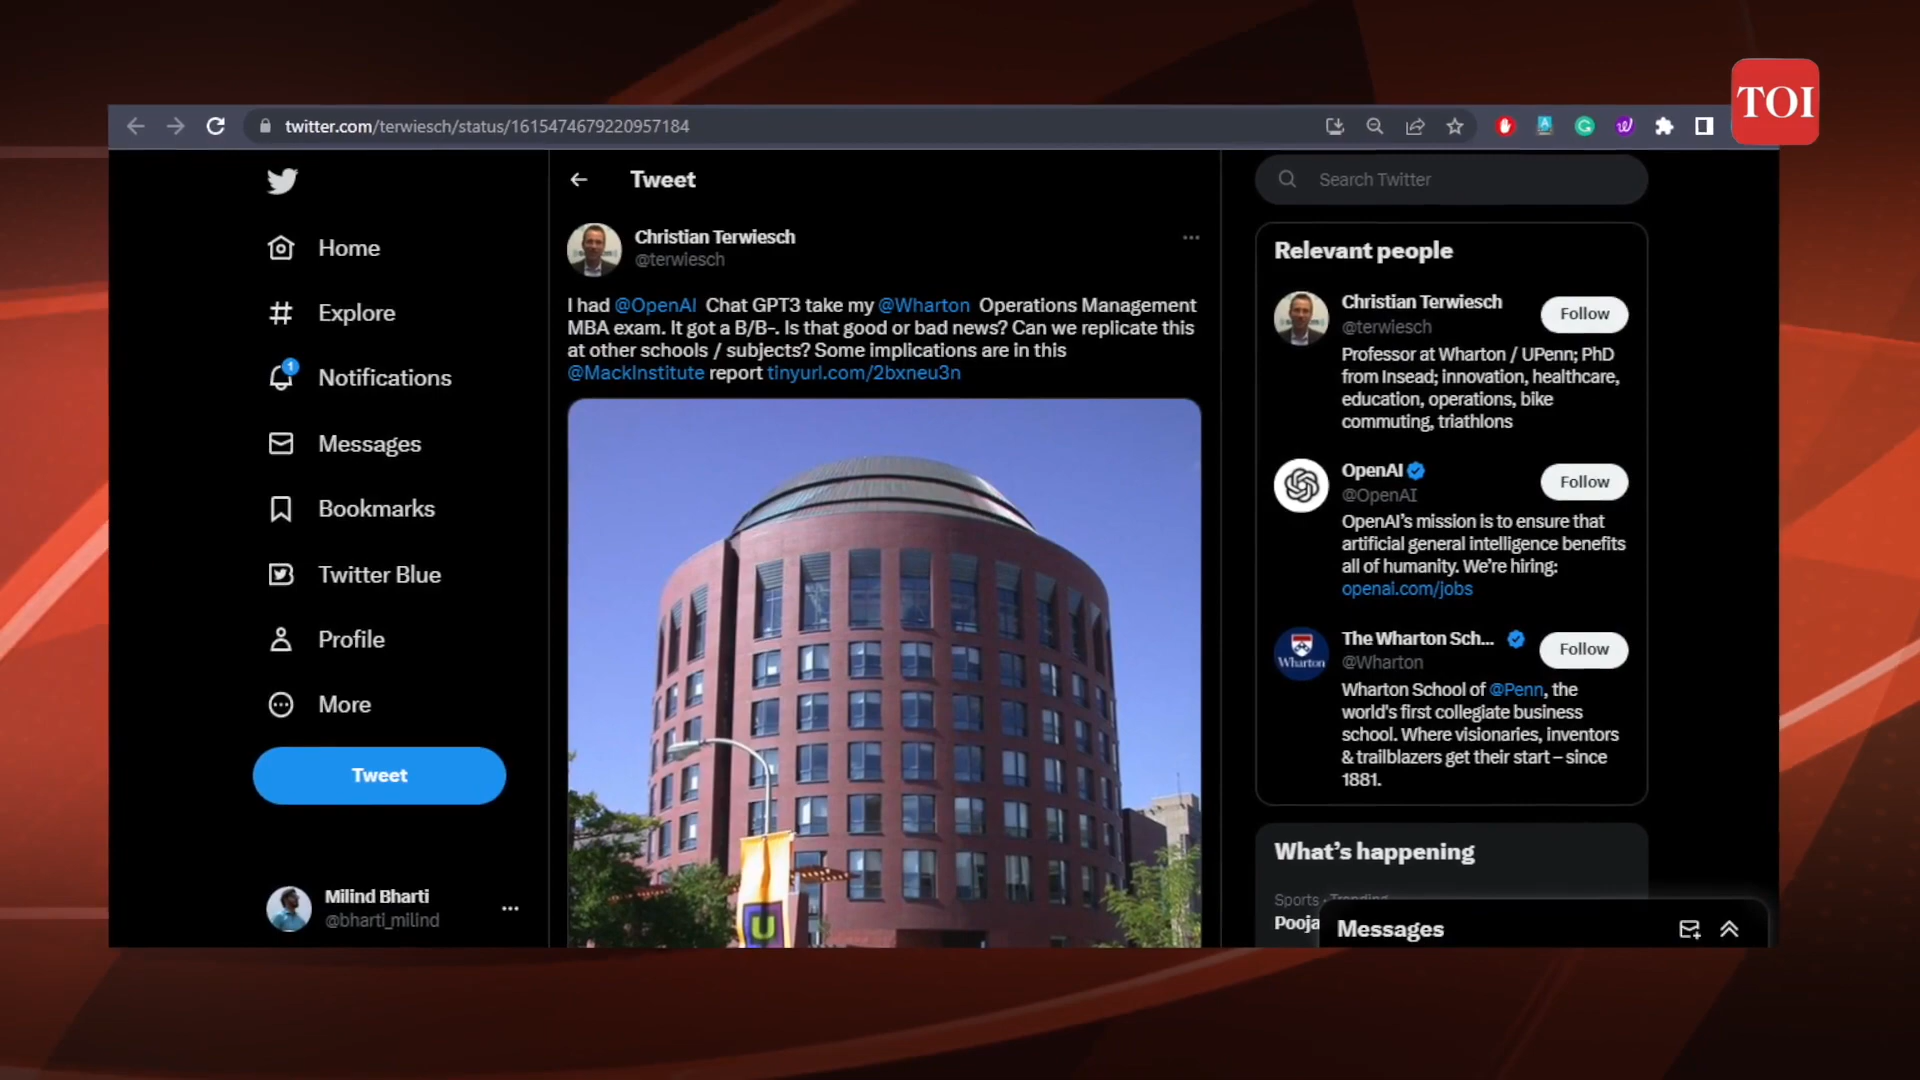 TOI
twitter.com/terwiesch/status/1615474679220957184
Home
Explore
1
Notifications
Messages
Bookmarks
Twitter Blue
Profile
More
Tweet
Milind Bharti
@bharti_milind
Tweet
Christian Terwiesch
@terwiesch
I had @OpenAI Chat GPT3 take my @Wharton Operations Management
MBA exam. It got a B/B-. Is that good or bad news? Can we replicate this
at other schools / subjects? Some implications are in this
@MackInstitute report tinyurl.com/2bxneu3n
U
Search Twitter
Relevant people
Christian Terwiesch
@terwiesch
Follow
Professor at Wharton / UPenn; PhD
from Insead; innovation, healthcare,
education, operations, bike
commuting, triathlons
OpenAI
@OpenAI
Follow
OpenAI’s mission is to ensure that
artificial general intelligence benefits
all of humanity. We’re hiring:
openai.com/jobs
Wharton
The Wharton Sch...
@Wharton
Follow
Wharton School of @Penn, the
world's first collegiate business
school. Where visionaries, inventors
& trailblazers get their start – since
1881.
What’s happening
Sports · Trending
Pooja
Messages